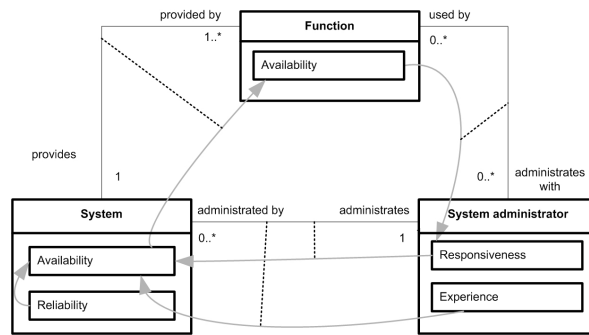 provided by
Function
used by
1..*
0..*
Availability
provides
1
0..*
administrates
with
System
administrated by
administrates
System administrator
0..*
1
Availability
Responsiveness
Reliability
Experience